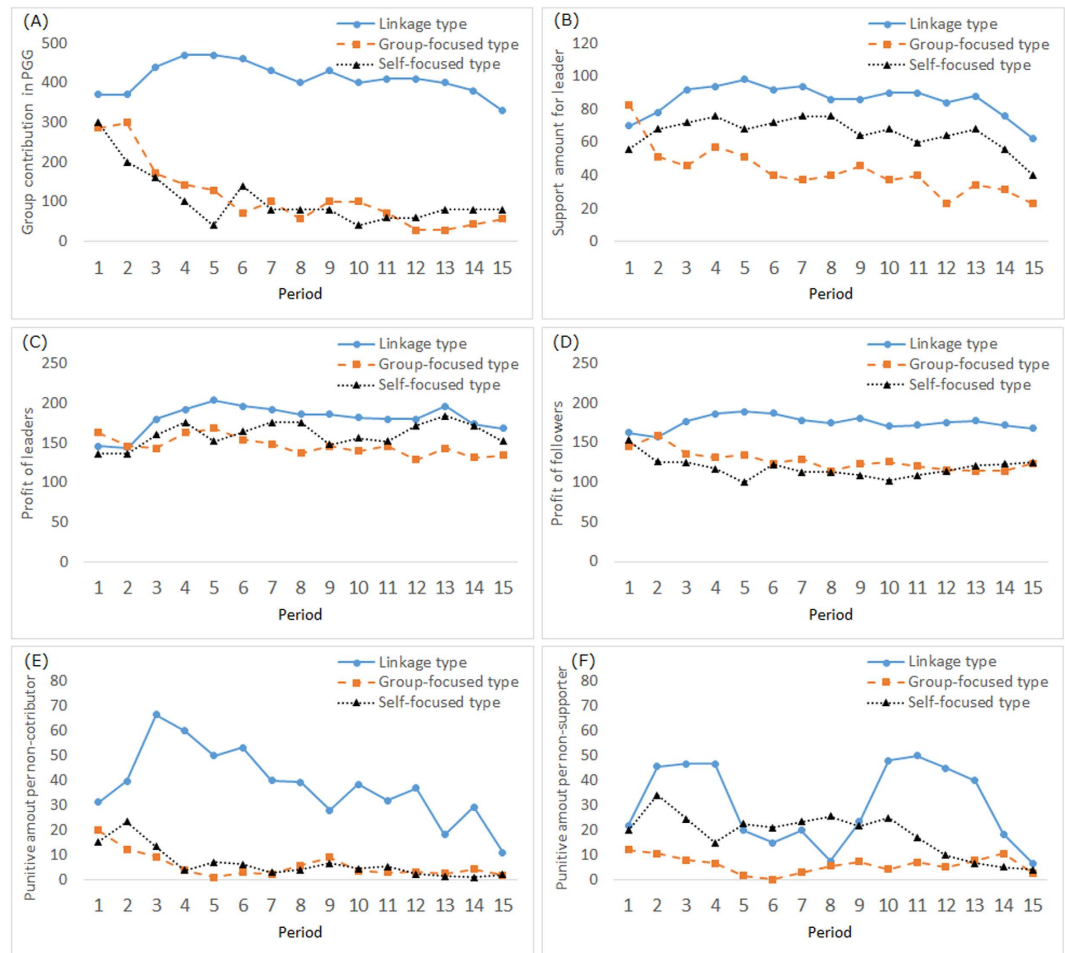 (A)
Linkage type
Group-focused type
Self-focused type
Group contribution in PGG
500
400
300
200
100
0
1 2 3 4 5 6 7 8 9 10 11 12 13 14 15
Period
(B)
Linkage type
Group-focused type
Self-focused type
Support amount for leader
120
100
80
60
40
20
0
1 2 3 4 5 6 7 8 9 10 11 12 13 14 15
Period
(C)
Linkage type
Group-focused type
Self-focused type
Profit of leaders
250
200
150
100
50
0
1 2 3 4 5 6 7 8 9 10 11 12 13 14 15
Period
(D)
Linkage type
Group-focused type
Self-focused type
Profit of followers
250
200
150
100
50
0
1 2 3 4 5 6 7 8 9 10 11 12 13 14 15
Period
(E)
Linkage type
Group-focused type
Self-focused type
Punitive amout per non-cotributor
80
70
60
50
40
30
20
10
0
1 2 3 4 5 6 7 8 9 10 11 12 13 14 15
Period
(F)
Linkage type
Group-focused type
Self-focused type
Punitive amout per non-supporter
80
70
60
50
40
30
20
10
0
1 2 3 4 5 6 7 8 9 10 11 12 13 14 15
Period